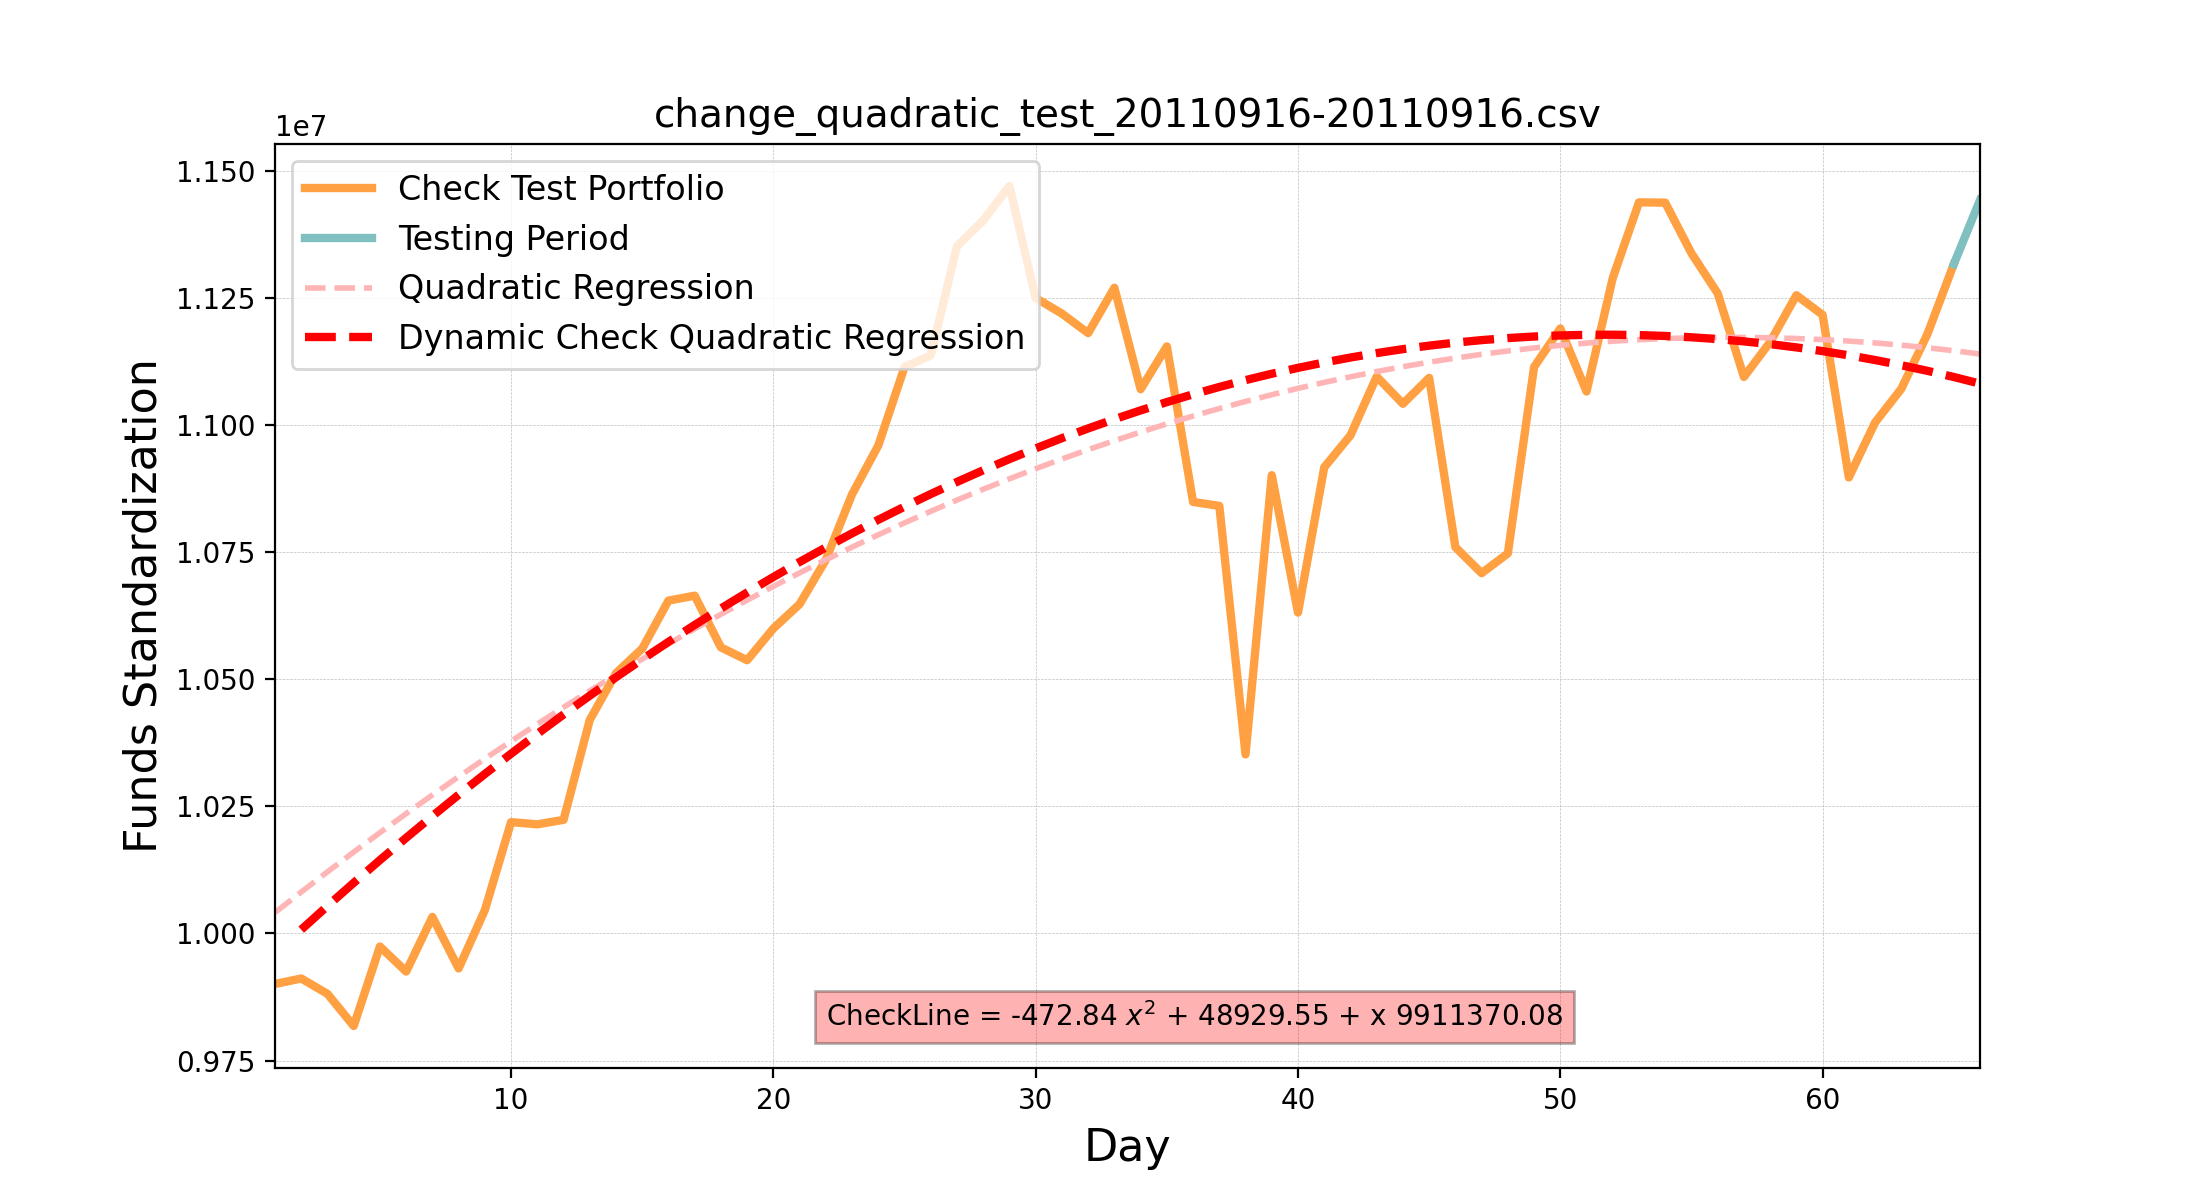 change_quadratic_test_20110916-20110916.csv
1e7
Check Test Portfolio
Testing Period
Quadratic Regression
Dynamic Check Quadratic Regression
1.150
1.125
1.100
1.075
1.050
1.025
1.000
0.975
Funds Standardization
CheckLine = -472.84 x² + 48929.55 + x 9911370.08
10 20 30 40 50 60
Day